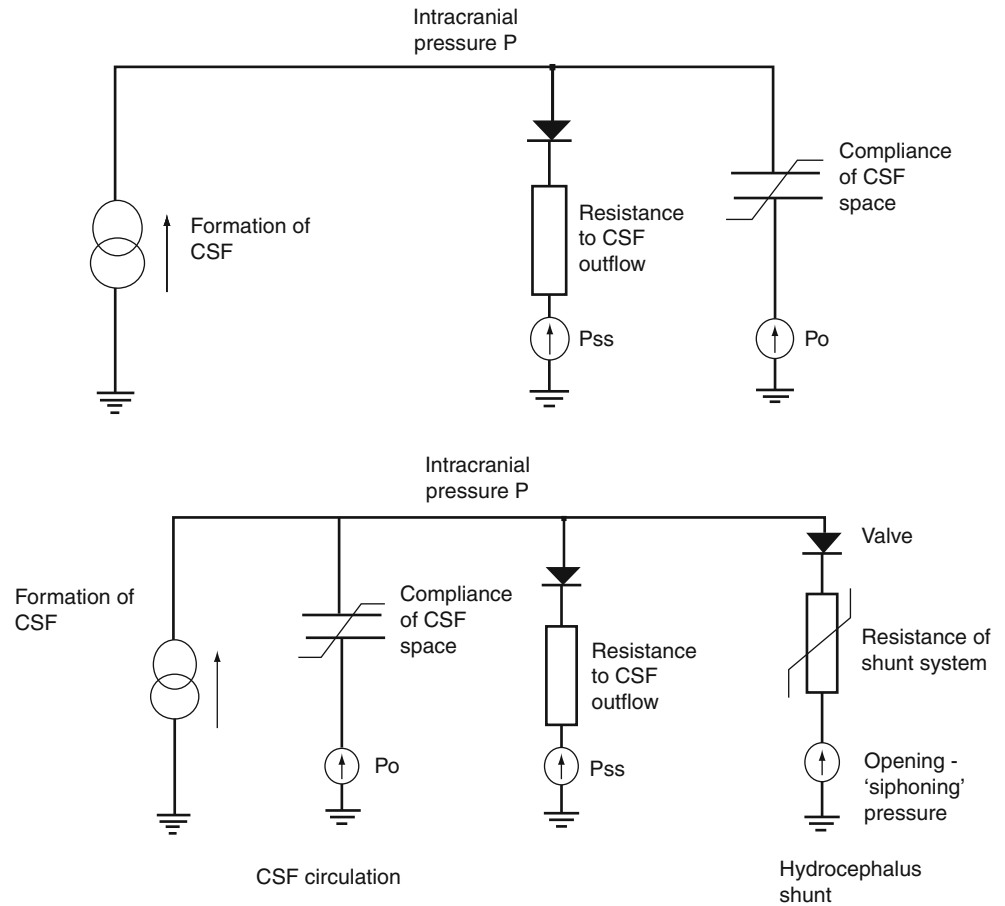 Intracranial
pressure P
Formation of
CSF
Resistance
to CSF
outflow
Pss
Compliance
of CSF
space
Po
Intracranial
pressure P
Formation of
CSF
Compliance
of CSF
space
Po
Resistance
to CSF
outflow
Pss
Valve
Resistance of
shunt system
Opening -
‘siphoning’
pressure
CSF circulation
Hydrocephalus
shunt